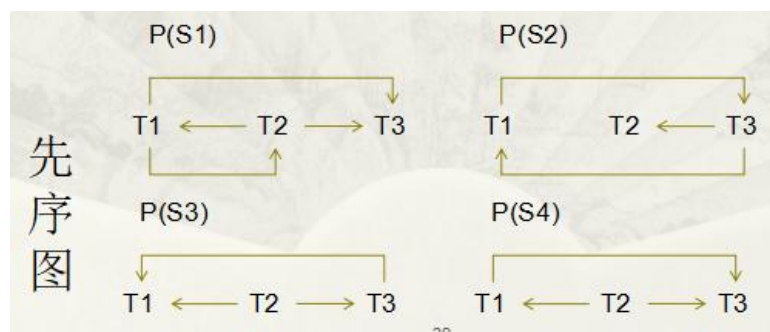 P(S1)
P(S2)
T1 T2 T3
T1 T2 T3
先序图
P(S3)
P(S4)
T1 T2 T3
T1 T2 T3